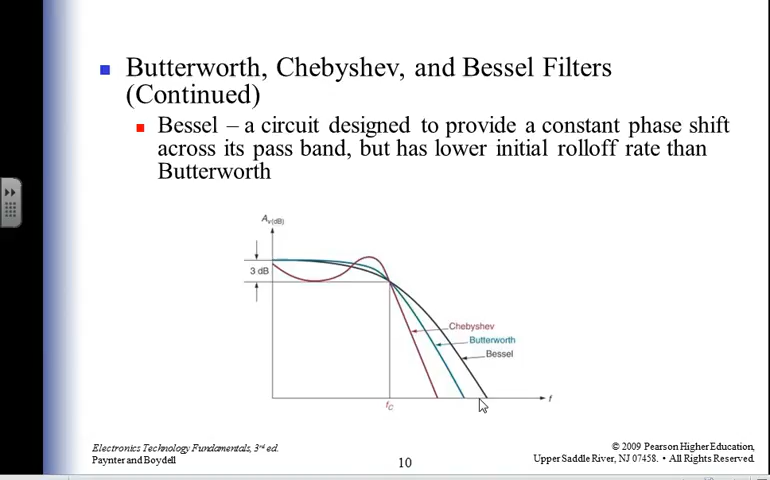 Butterworth, Chebyshev, and Bessel Filters
(Continued)
Bessel – a circuit designed to provide a constant phase shift
across its pass band, but has lower initial rolloff rate than
Butterworth
Av(dB)
3 dB
Chebyshev
Butterworth
Bessel
f
fC
Electronics Technology Fundamentals, 3rd ed.
Paynter and Boydell
10
© 2009 Pearson Higher Education,
Upper Saddle River, NJ 07458. • All Rights Reserved.